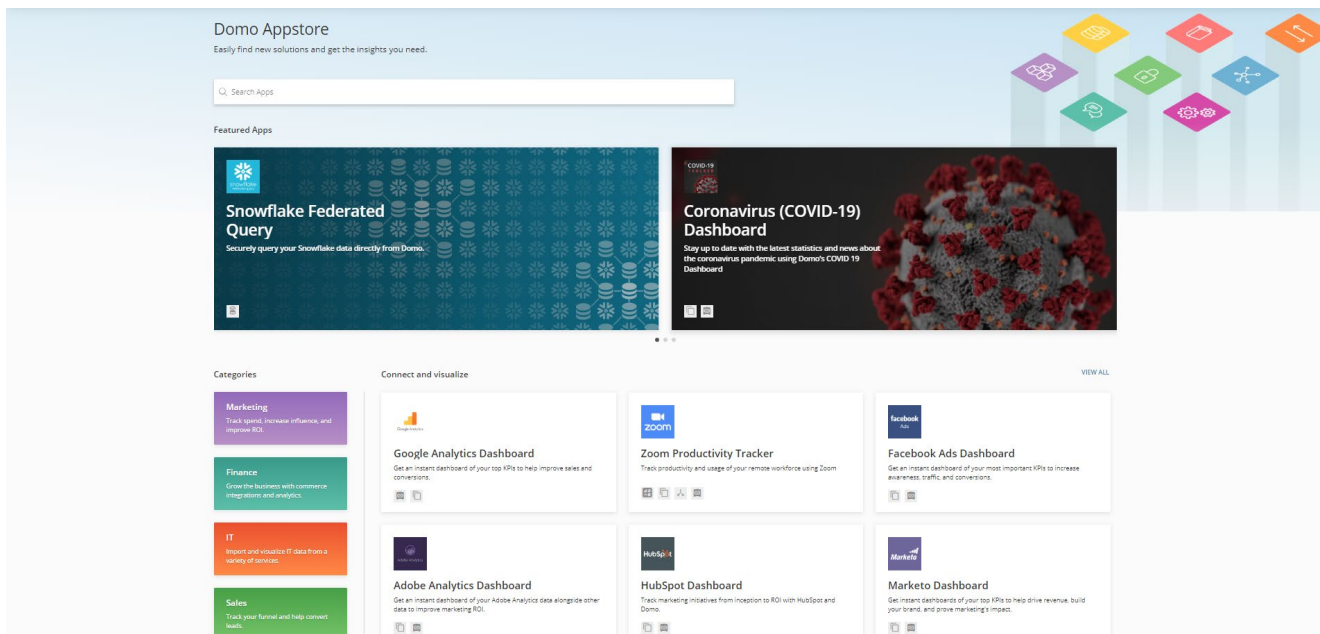 Domo Appstore
Easily find new solutions and get the insights you need.
Search Apps
Featured Apps
snowflake
Snowflake Federated
Query
Securely query your Snowflake data directly from Domo.
COVID-19
TRACKER
Coronavirus (COVID-19)
Dashboard
Stay up to date with the latest statistics and news about
the coronavirus pandemic using Domo's COVID 19
Dashboard
Categories
Connect and visualize
VIEW ALL
Marketing
Track spend, increase influence, and
improve ROI.
Finance
Grow the business with commerce
integrations and analytics.
IT
Import and visualize IT data from a
variety of services.
Sales
Track your funnel and help convert
leads.
Google Analytics
Google Analytics Dashboard
Get an instant dashboard of your top KPIs to help improve sales and
conversions.
zoom
Zoom Productivity Tracker
Track productivity and usage of your remote workforce using Zoom
facebook
Ads
Facebook Ads Dashboard
Get an instant dashboard of your most important KPIs to increase
awareness, traffic, and conversions.
Adobe Analytics
Adobe Analytics Dashboard
Get an instant dashboard of your Adobe Analytics data alongside other
data to improve marketing ROI.
HubSpot
HubSpot Dashboard
Track marketing initiatives from inception to ROI with HubSpot and
Domo.
Marketo
Marketo Dashboard
Get instant dashboards of your top KPIs to help drive revenue, build
your brand, and prove marketing's impact.